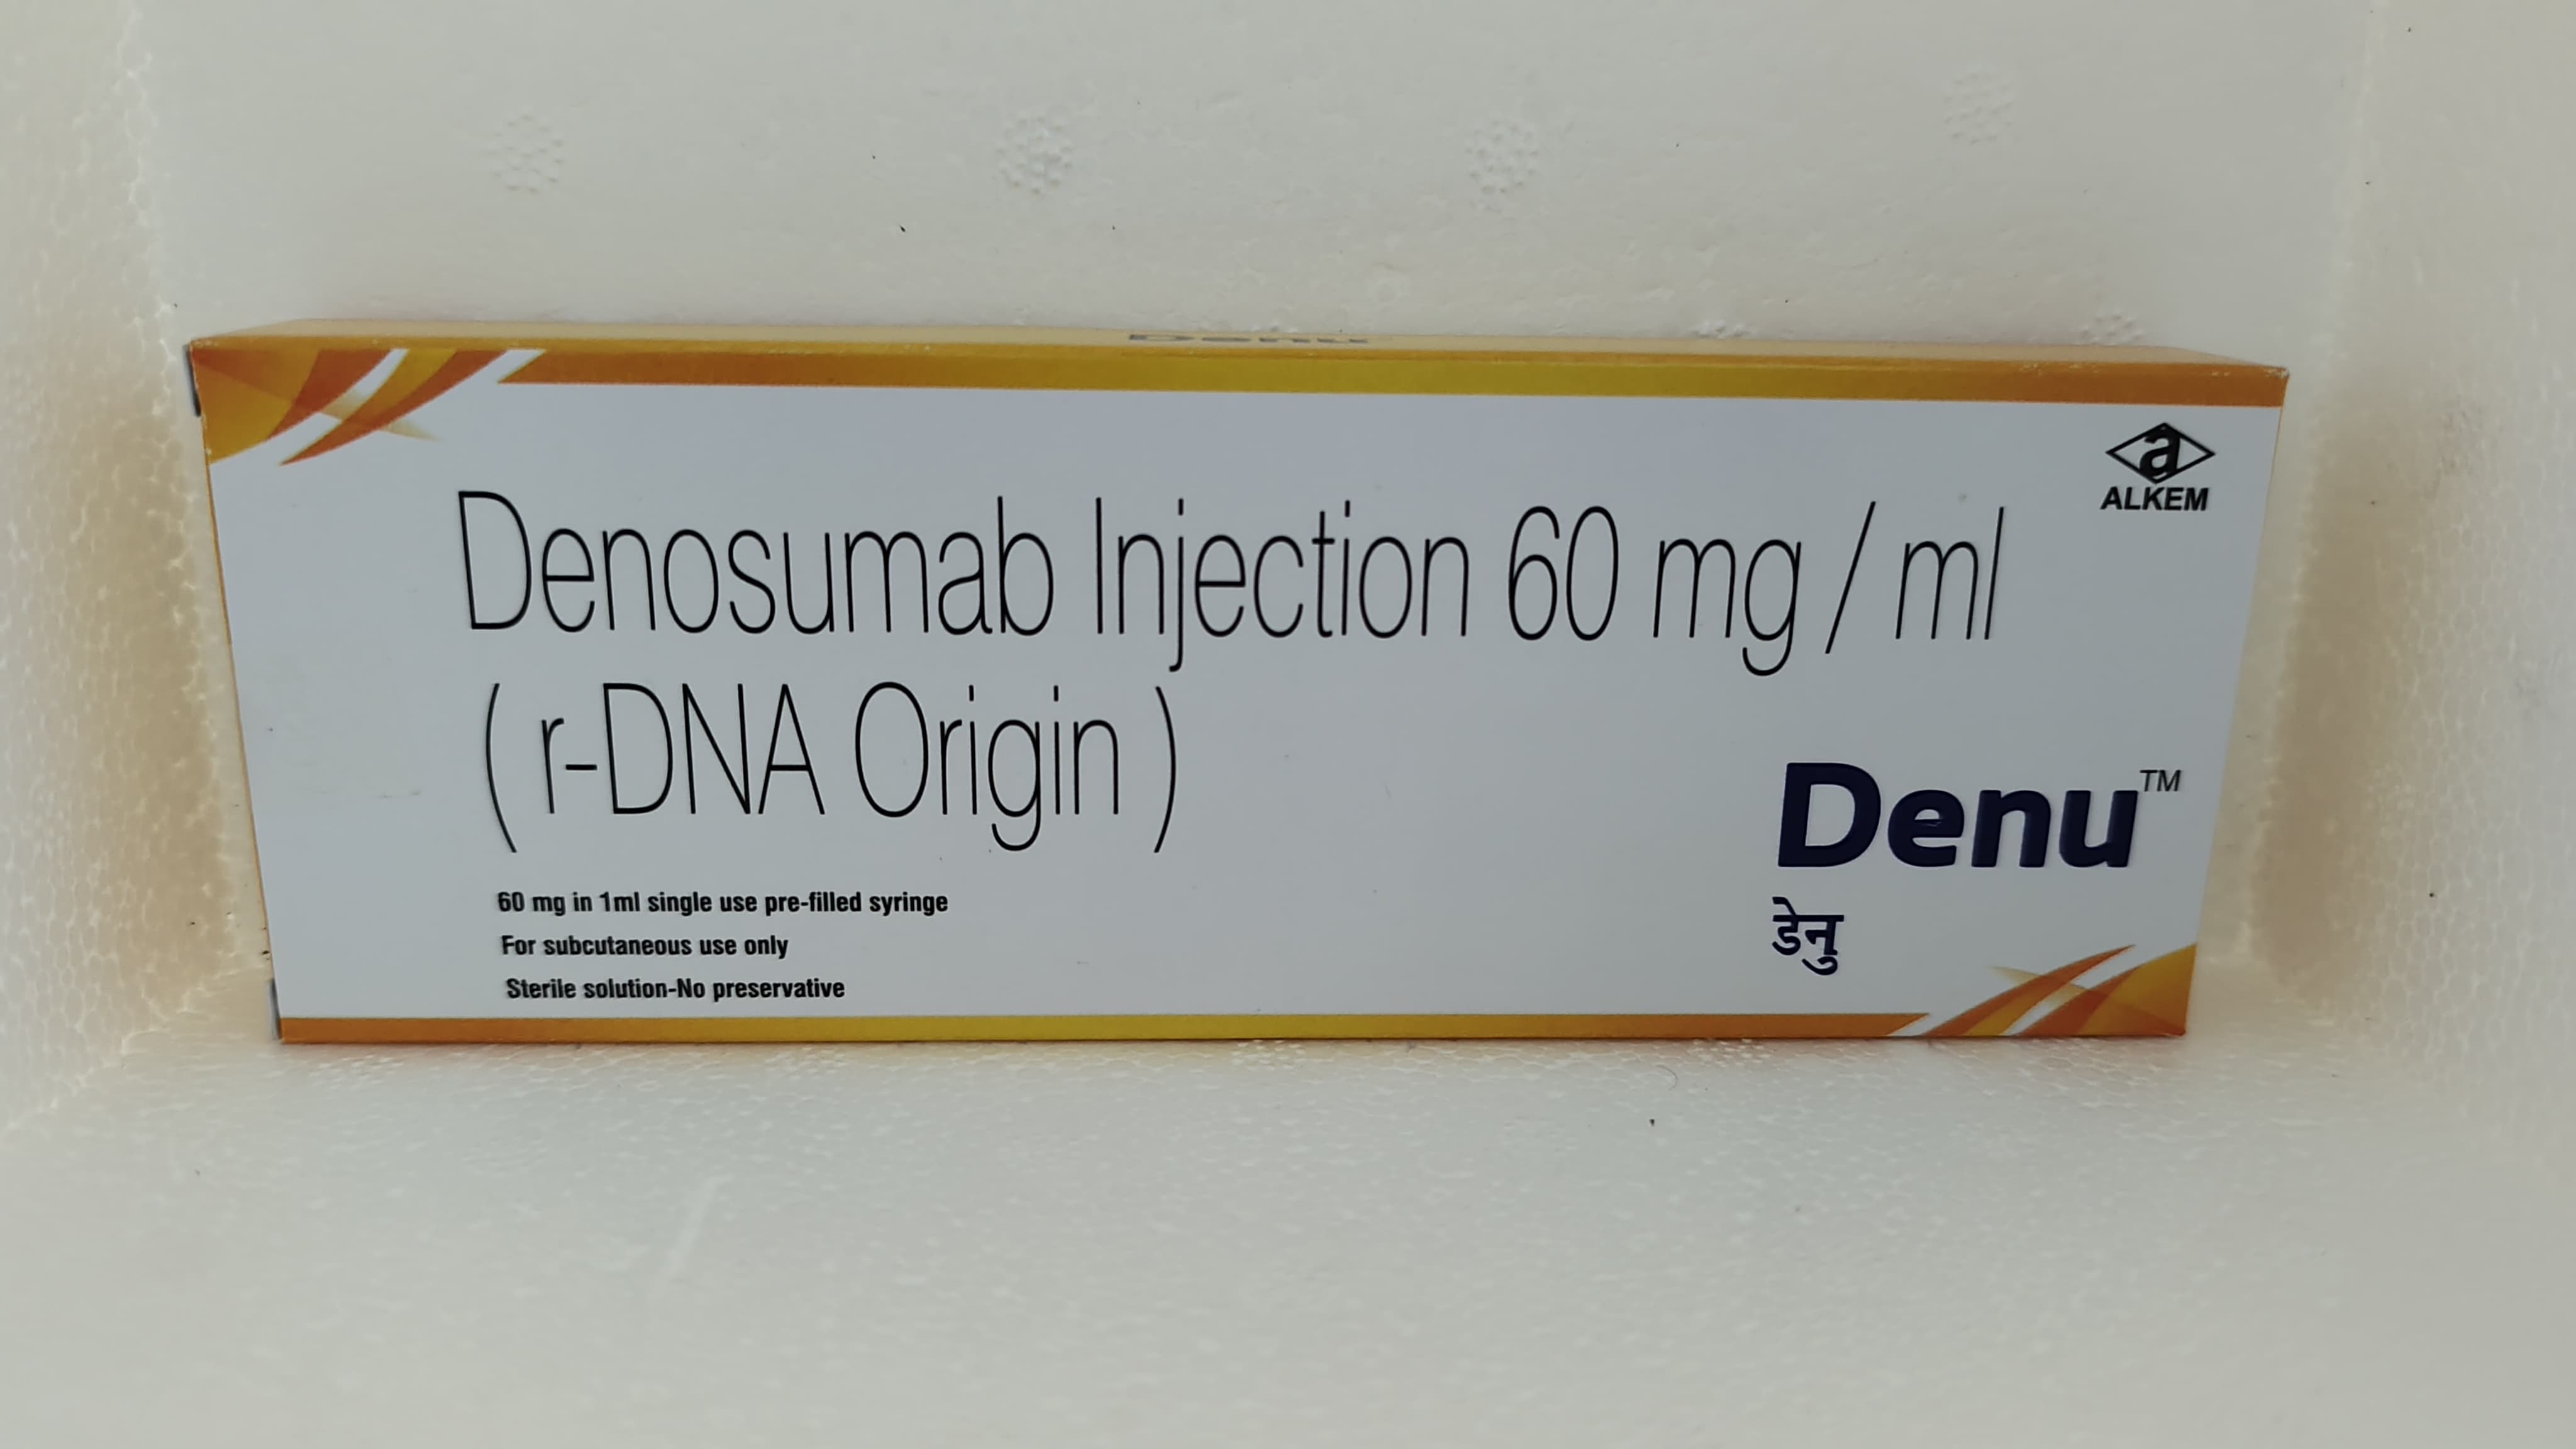 Denu
ALKEM
Denosumab Injection 60 mg / ml
( r-DNA Origin )
Denu™
डेनु
60 mg in 1ml single use pre-filled syringe
For subcutaneous use only
Sterile solution-No preservative